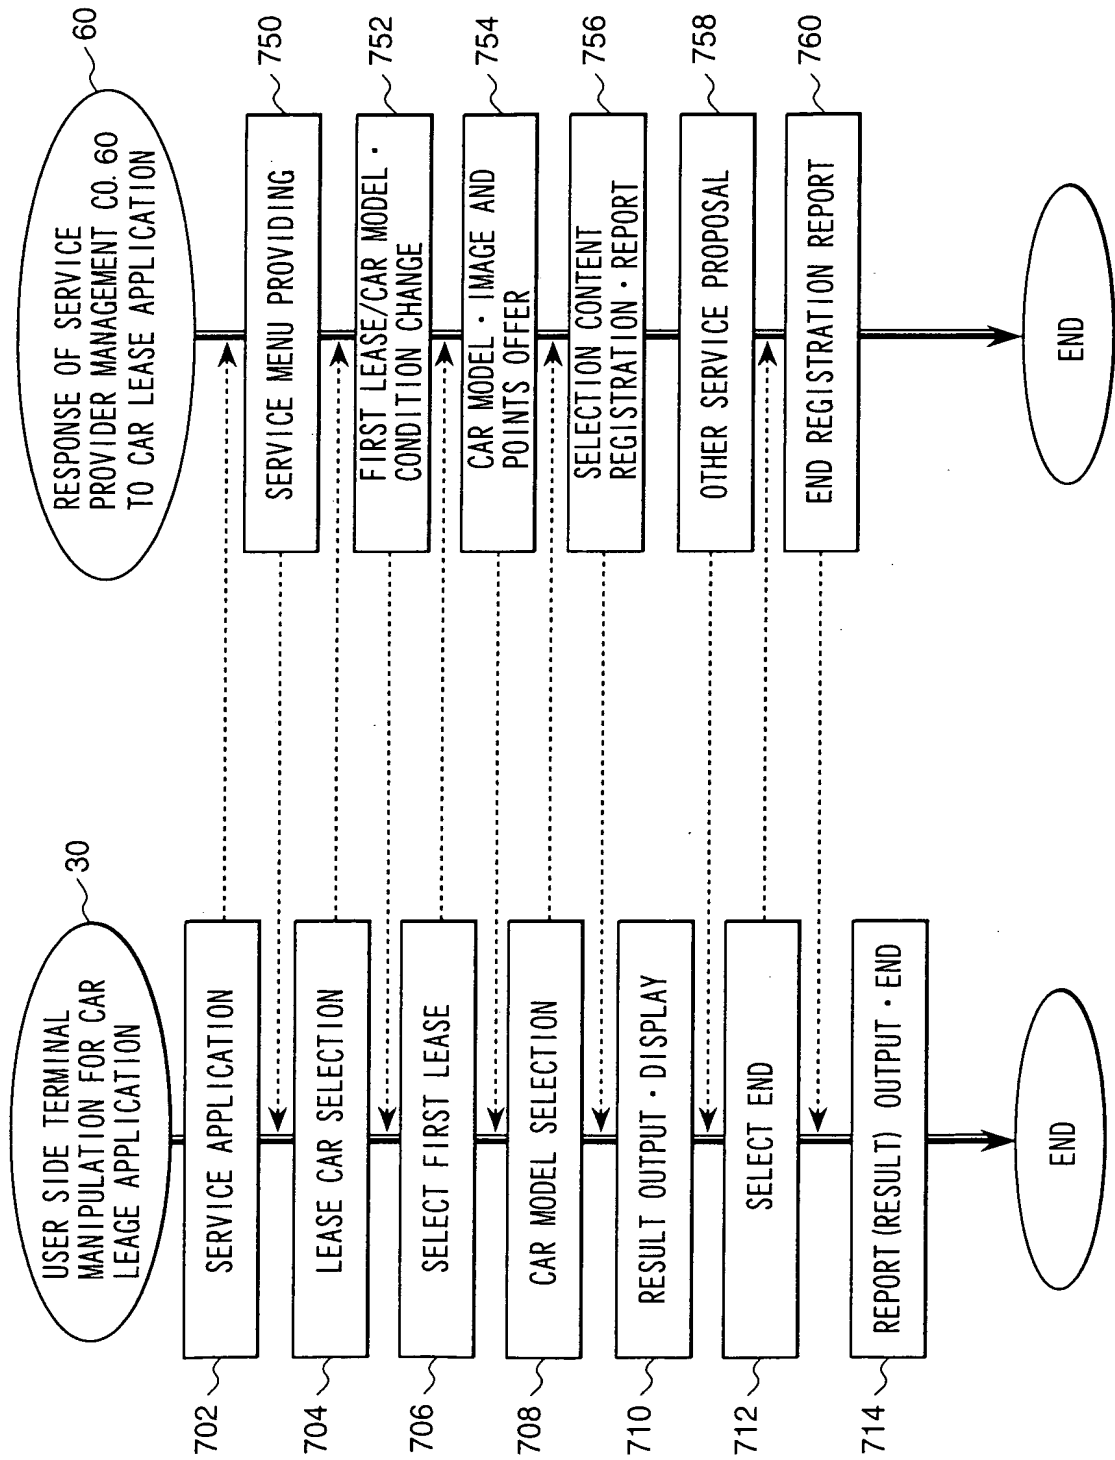 USER SIDE TERMINAL
MANIPULATION FOR CAR
LEAGE APPLICATION
30
702
SERVICE APPLICATION
704
LEASE CAR SELECTION
706
SELECT FIRST LEASE
708
CAR MODEL SELECTION
710
RESULT OUTPUT・DISPLAY
712
SELECT END
714
REPORT (RESULT) OUTPUT・END
END
RESPONSE OF SERVICE
PROVIDER MANAGEMENT CO. 60
TO CAR LEASE APPLICATION
60
SERVICE MENU PROVIDING
750
FIRST LEASE/CAR MODEL・
CONDITION CHANGE
752
CAR MODEL・IMAGE AND
POINTS OFFER
754
SELECTION CONTENT
REGISTRATION・REPORT
756
OTHER SERVICE PROPOSAL
758
END REGISTRATION REPORT
760
END